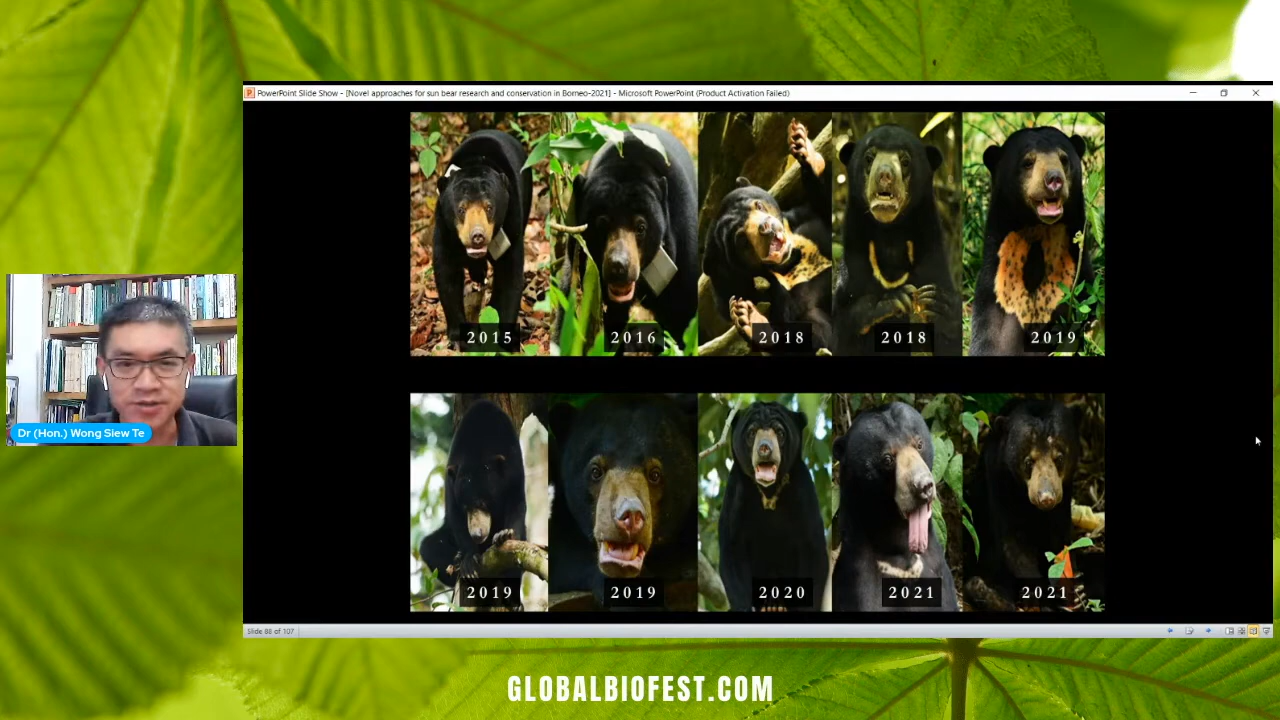 PowerPoint Slide Show - [Novel approaches for sun bear research and conservation in Borneo-2021] - Microsoft PowerPoint (Product Activation Failed)
2015
2016
2018
2018
2019
Dr (Hon.) Wong Siew Te
2019
2019
2020
2021
2021
Slide 88 of 107
GLOBALBIOFEST.COM